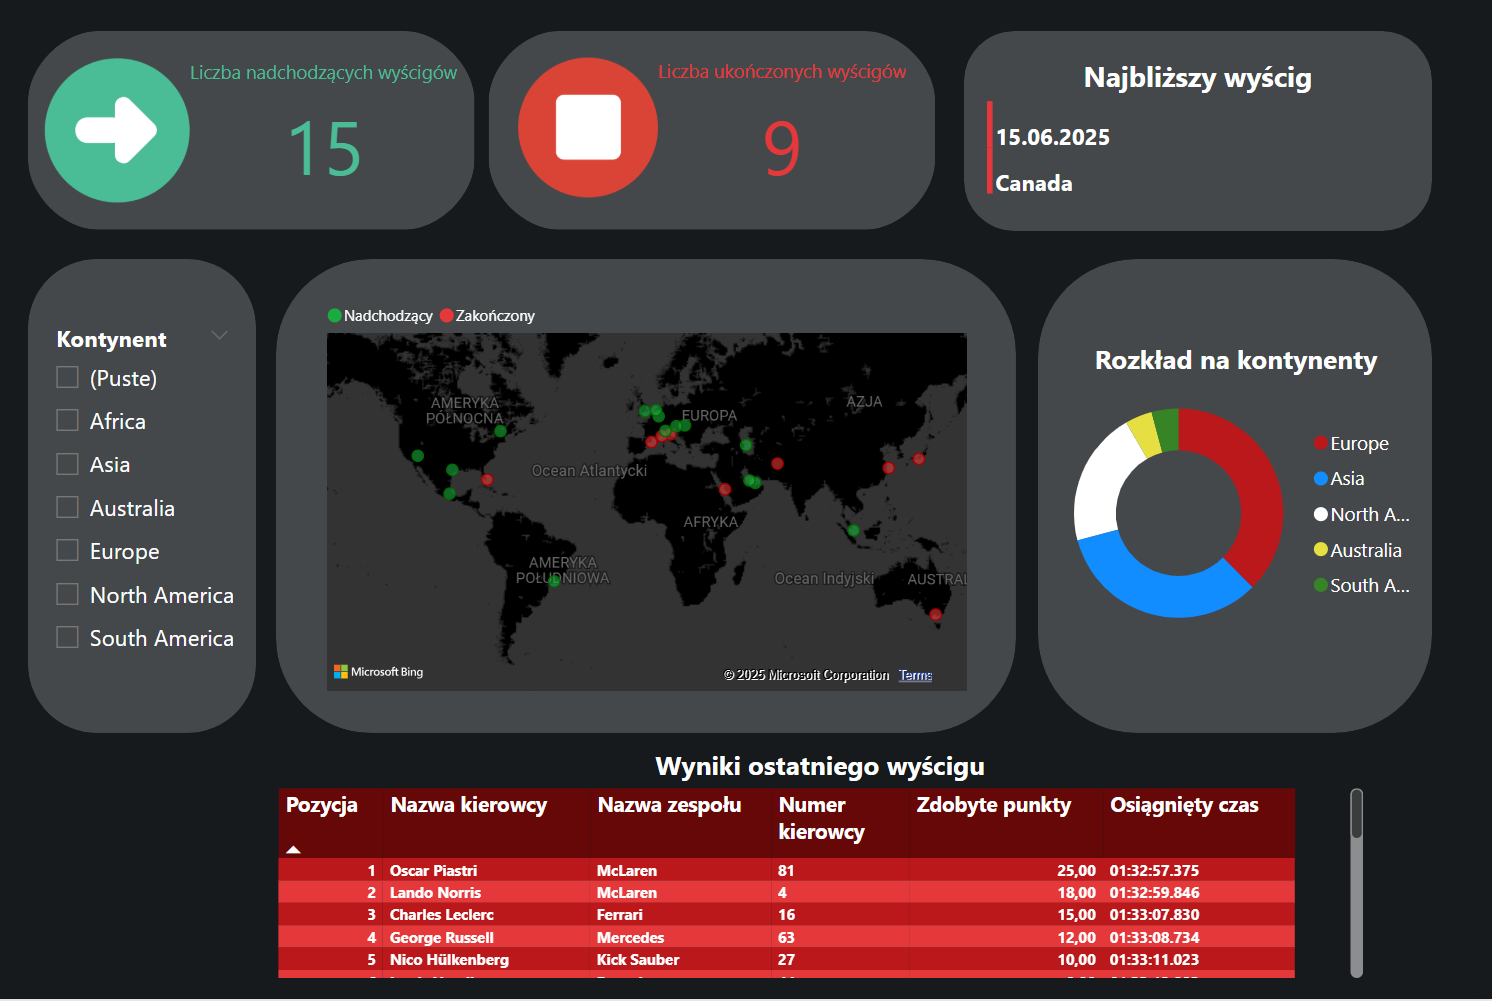 Liczba nadchodzących wyścigów
15
Liczba ukończonych wyścigów
9
Najbliższy wyścig
15.06.2025
Canada
Kontynent
(Puste)
Africa
Asia
Australia
Europe
North America
South America
Nadchodzący Zakończony
AMERYKA
PÓŁNOCNA
EUROPA
AZJA
Ocean Atlantycki
AFRYKA
AMERYKA
POŁUDNIOWA
Ocean Indyjski
AUSTRAL
Microsoft Bing
© 2025 Microsoft Corporation Terms
Rozkład na kontynenty
Europe
Asia
North A...
Australia
South A...
Wyniki ostatniego wyścigu
Pozycja Nazwa kierowcy Nazwa zespołu Numer kierowcy Zdobyte punkty Osiągnięty czas
1 Oscar Piastri McLaren 81 25,00 01:32:57.375
2 Lando Norris McLaren 4 18,00 01:32:59.846
3 Charles Leclerc Ferrari 16 15,00 01:33:07.830
4 George Russell Mercedes 63 12,00 01:33:08.734
5 Nico Hülkenberg Kick Sauber 27 10,00 01:33:11.023